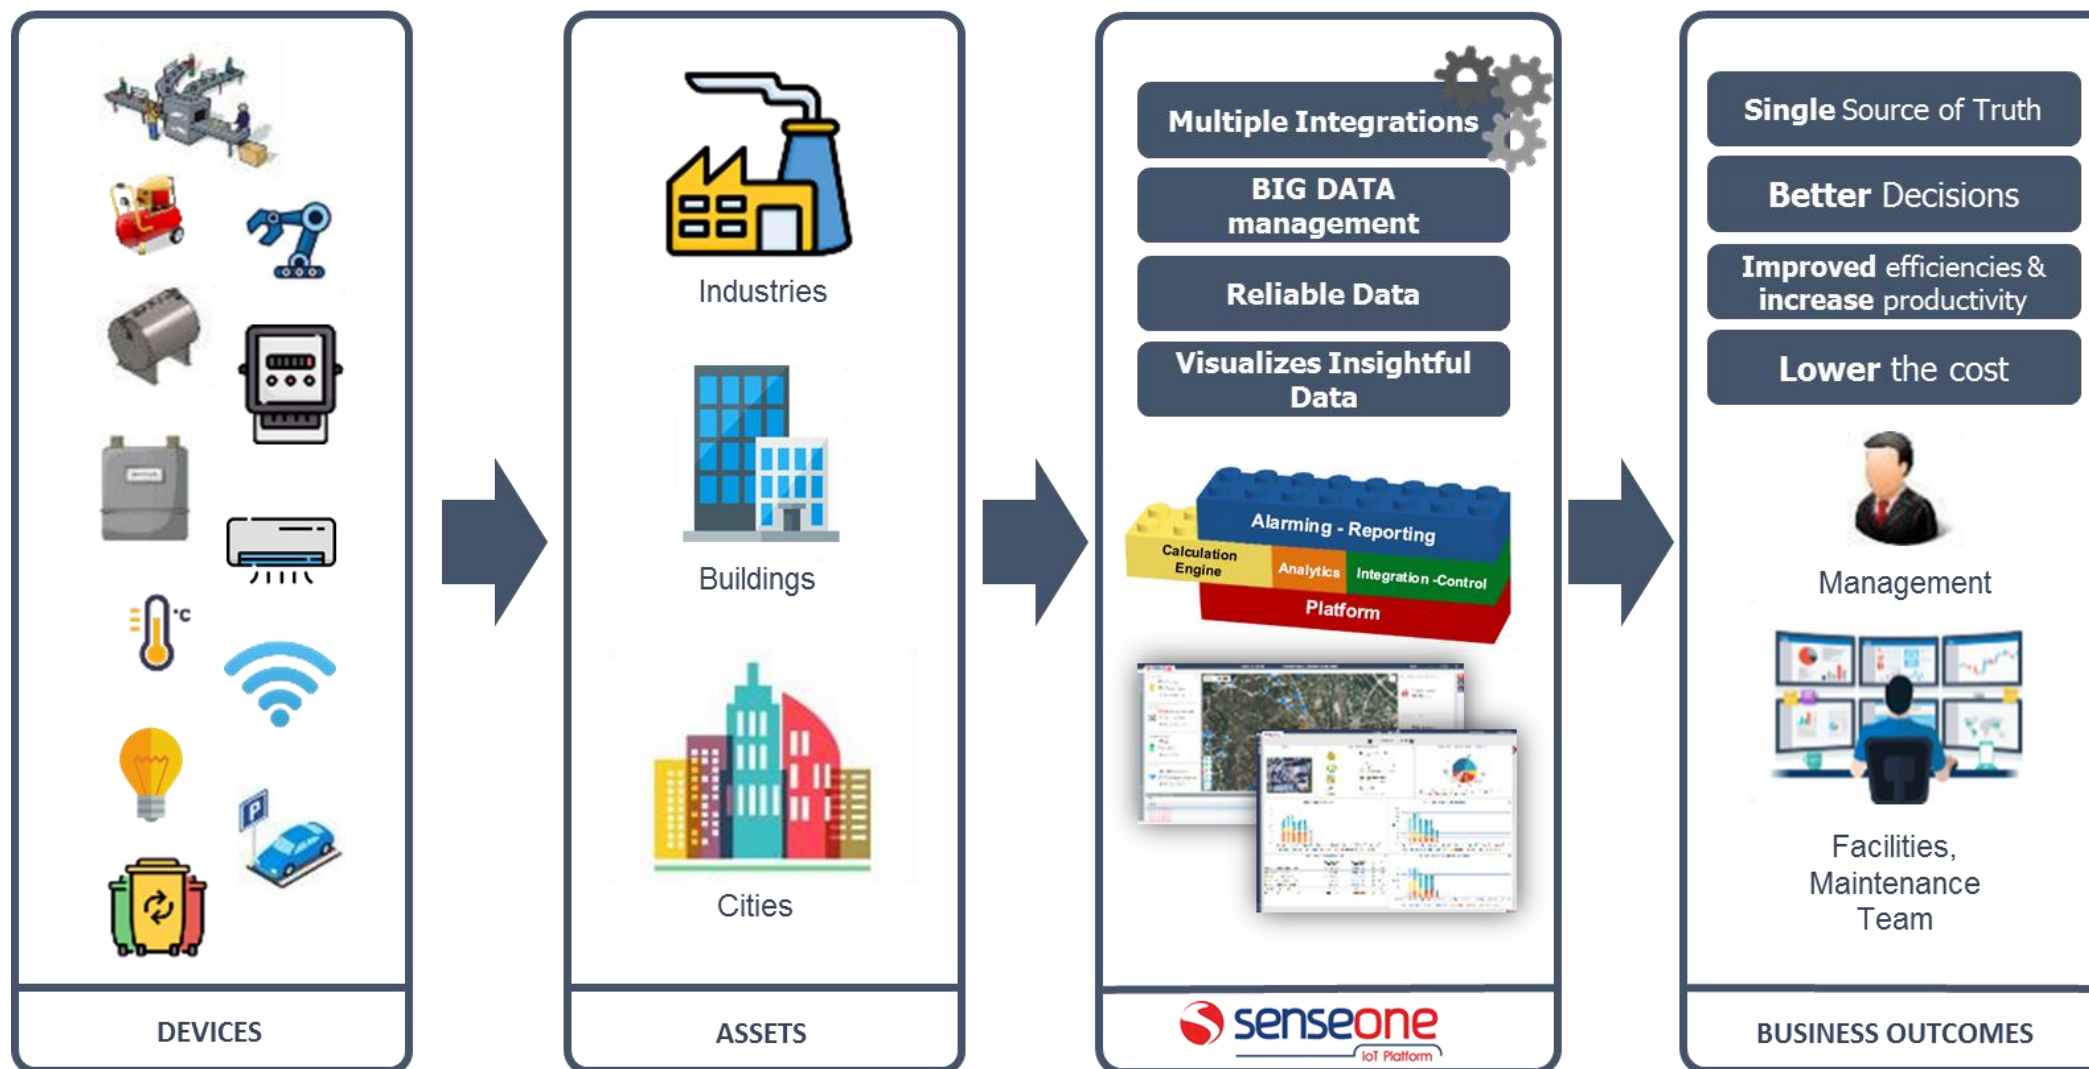 °C
P
DEVICES
Industries
Buildings
Cities
ASSETS
Multiple Integrations
BIG DATA
management
Reliable Data
Visualizes Insightful
Data
Alarming - Reporting
Calculation
Engine
Analytics
Integration -Control
Platform
senseone
IoT Platform
Single Source of Truth
Better Decisions
Improved efficiencies &
increase productivity
Lower the cost
Management
Facilities,
Maintenance
Team
BUSINESS OUTCOMES